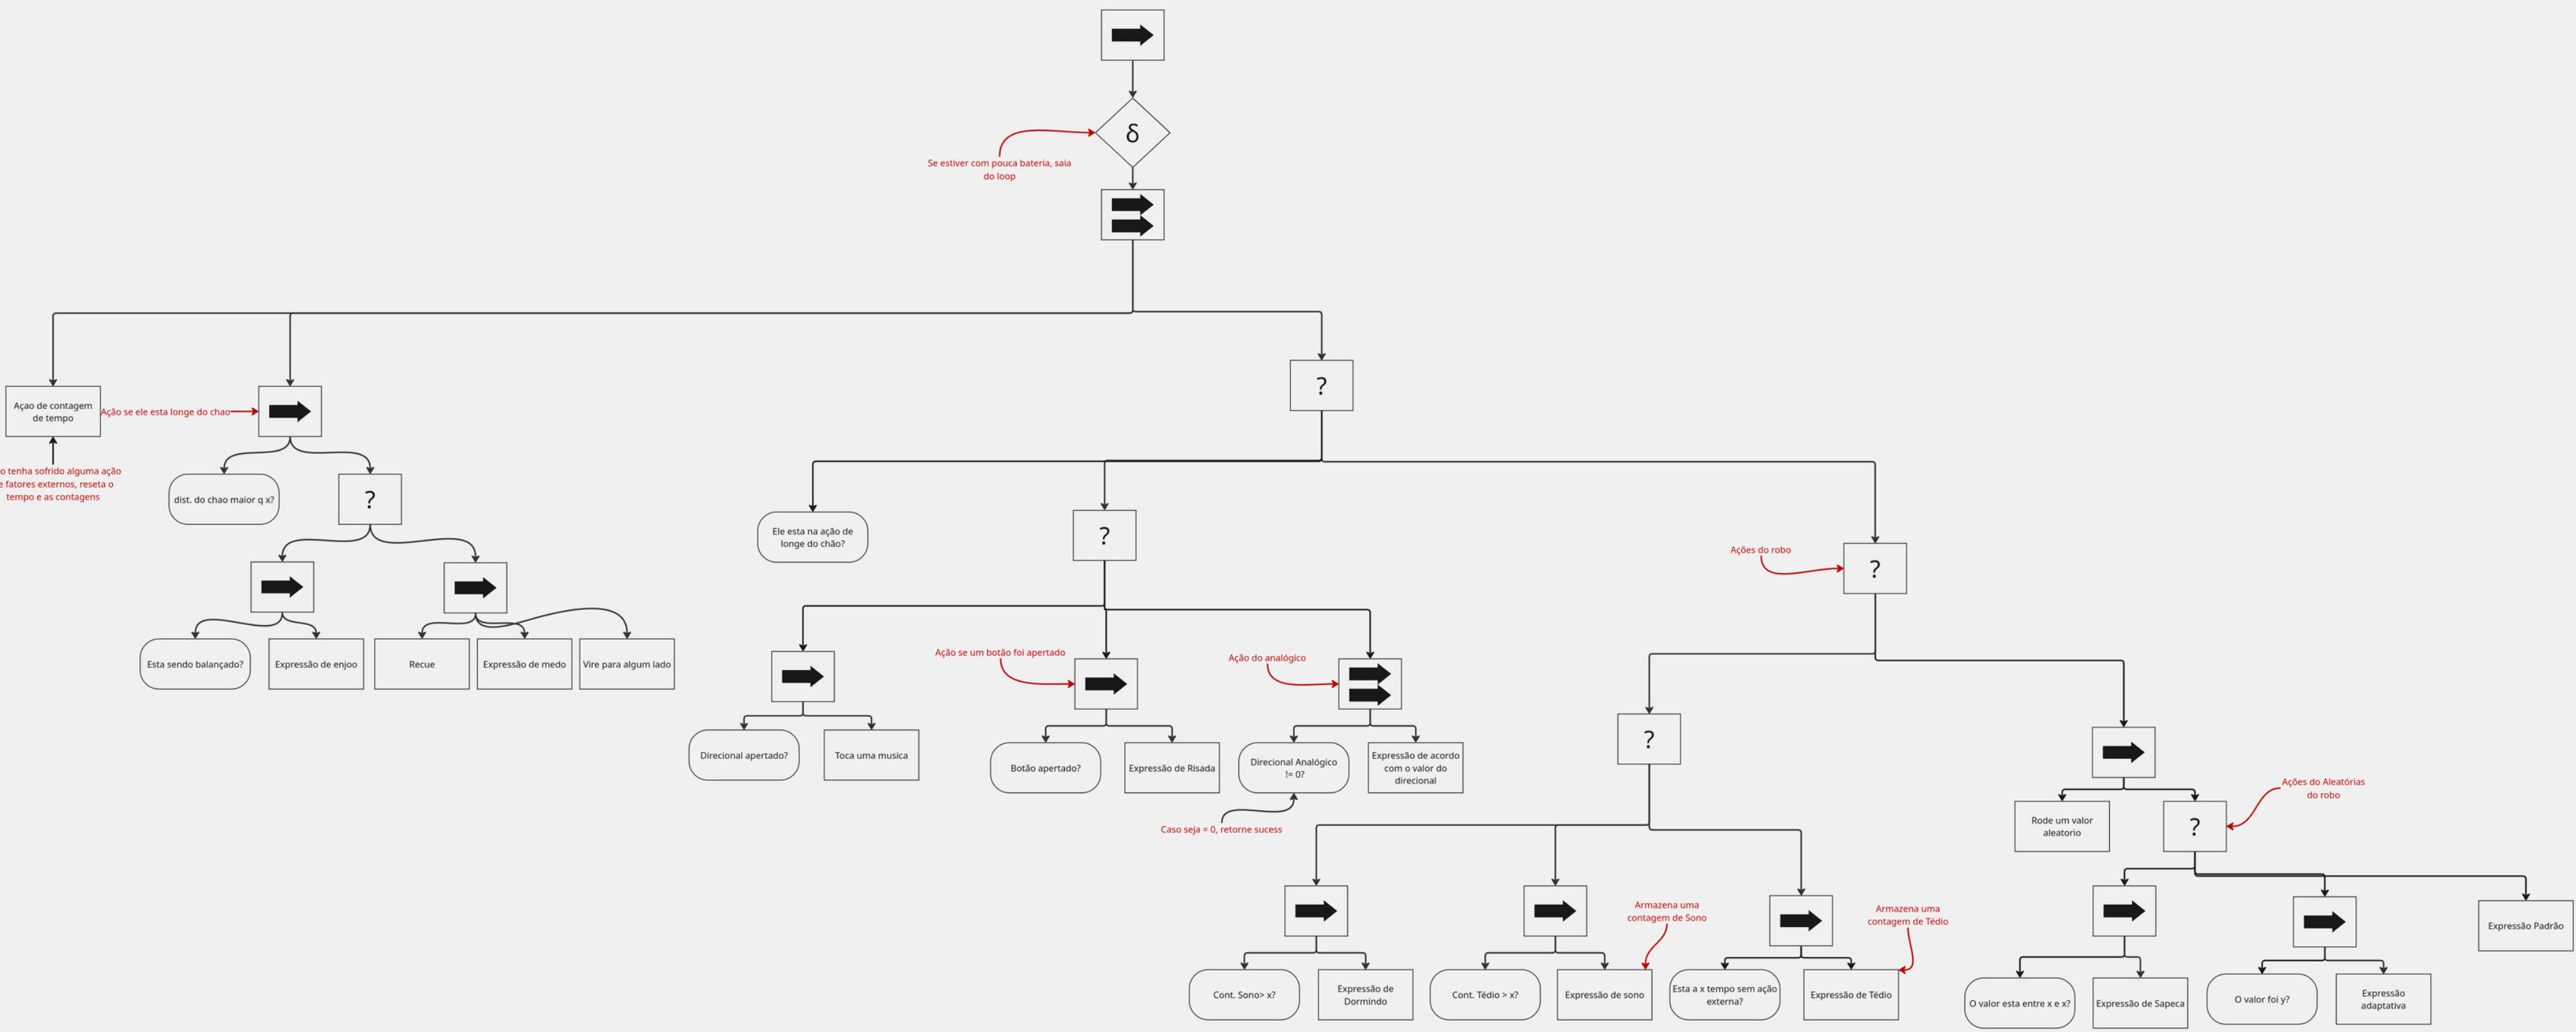 δ
Se estiver com pouca bateria, saia
do loop
?
Açao de contagem
de tempo
Ação se ele esta longe do chao
o tenha sofrido alguma ação
e fatores externos, reseta o
tempo e as contagens
dist. do chao maior q x?
?
Esta sendo balançado?
Expressão de enjoo
Recue
Expressão de medo
Vire para algum lado
Ele esta na ação de
longe do chão?
?
Ações do robo
?
Ação se um botão foi apertado
Ação do analógico
Direcional apertado?
Toca uma musica
Botão apertado?
Expressão de Risada
Direcional Analógico
!= 0?
Expressão de acordo
com o valor do
direcional
Caso seja = 0, retorne sucess
?
Ações do Aleatórias
do robo
Rode um valor
aleatorio
?
Armazena uma
contagem de Sono
Armazena uma
contagem de Tédio
Cont. Sono> x?
Expressão de
Dormindo
Cont. Tédio > x?
Expressão de sono
Esta a x tempo sem ação
externa?
Expressão de Tédio
O valor esta entre x e x?
Expressão de Sapeca
O valor foi y?
Expressão
adaptativa
Expressão Padrão